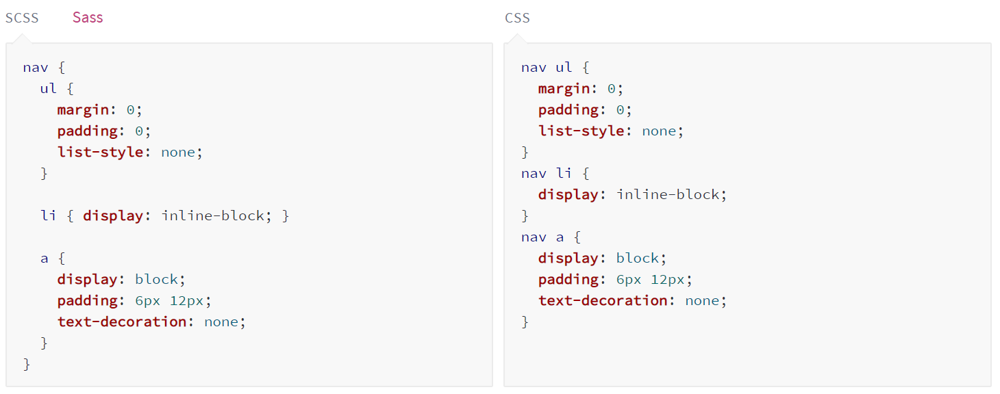 SCSS Sass
nav {
  ul {
    margin: 0;
    padding: 0;
    list-style: none;
  }

  li { display: inline-block; }

  a {
    display: block;
    padding: 6px 12px;
    text-decoration: none;
  }
}
CSS
nav ul {
  margin: 0;
  padding: 0;
  list-style: none;
}
nav li {
  display: inline-block;
}
nav a {
  display: block;
  padding: 6px 12px;
  text-decoration: none;
}